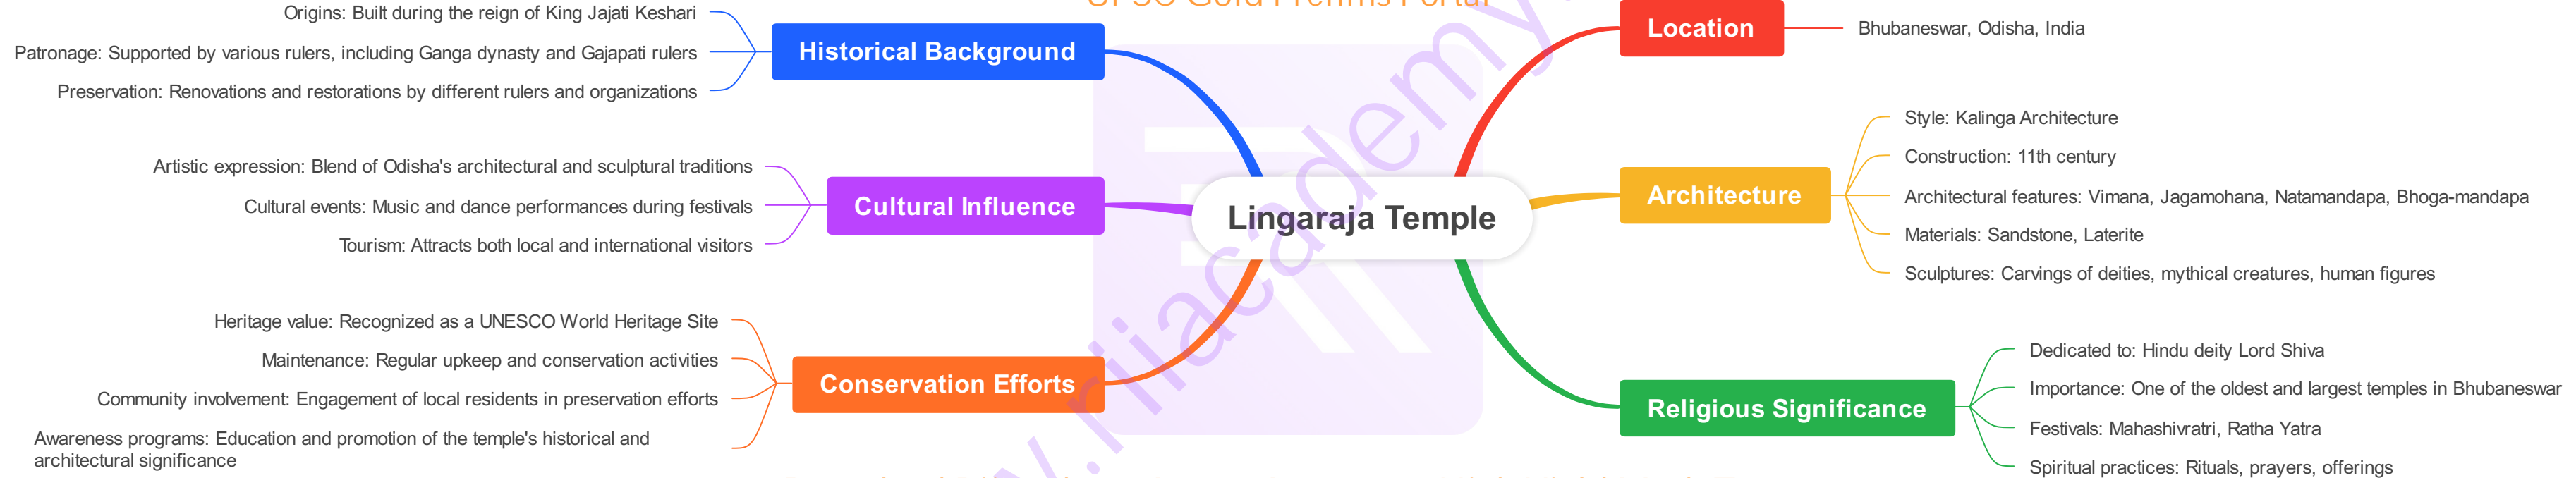 UPSC Gold Prelims Portal
Origins: Built during the reign of King Jajati Keshari
Patronage: Supported by various rulers, including Ganga dynasty and Gajapati rulers
Preservation: Renovations and restorations by different rulers and organizations
Historical Background
Artistic expression: Blend of Odisha's architectural and sculptural traditions
Cultural events: Music and dance performances during festivals
Tourism: Attracts both local and international visitors
Cultural Influence
Heritage value: Recognized as a UNESCO World Heritage Site
Maintenance: Regular upkeep and conservation activities
Community involvement: Engagement of local residents in preservation efforts
Awareness programs: Education and promotion of the temple's historical and
architectural significance
Conservation Efforts
Lingaraja Temple
Location
Bhubaneswar, Odisha, India
Architecture
Style: Kalinga Architecture
Construction: 11th century
Architectural features: Vimana, Jagamohana, Natamandapa, Bhoga-mandapa
Materials: Sandstone, Laterite
Sculptures: Carvings of deities, mythical creatures, human figures
Religious Significance
Dedicated to: Hindu deity Lord Shiva
Importance: One of the oldest and largest temples in Bhubaneswar
Festivals: Mahashivratri, Ratha Yatra
Spiritual practices: Rituals, prayers, offerings